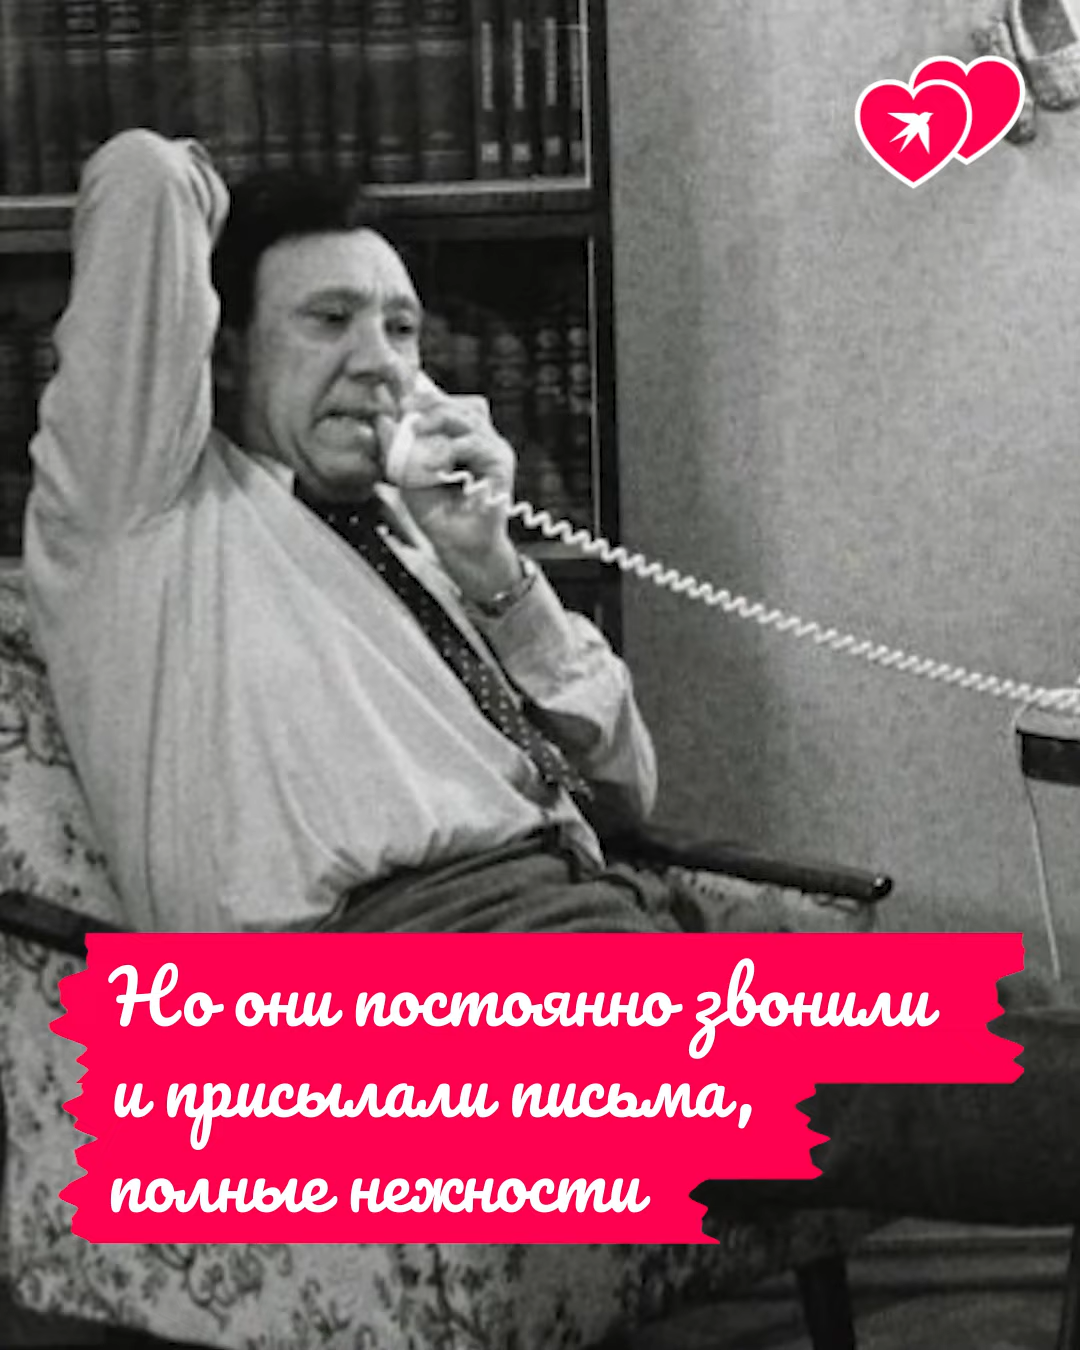 Но они постоянно звонили
и присылали письма,
полные нежности